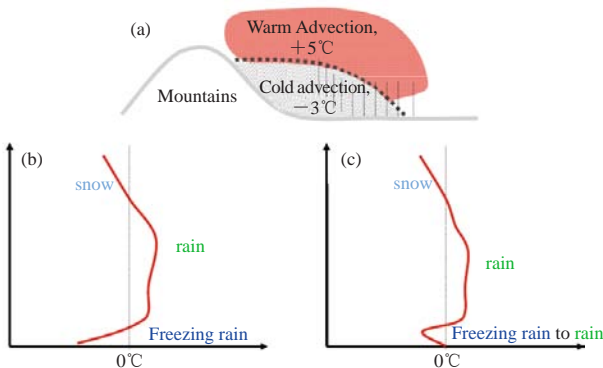 (a)
Warm Advection,
+5℃
Mountains
Cold advection,
−3℃
(b)
snow
rain
Freezing rain
0℃
(c)
snow
rain
Freezing rain to rain
0℃